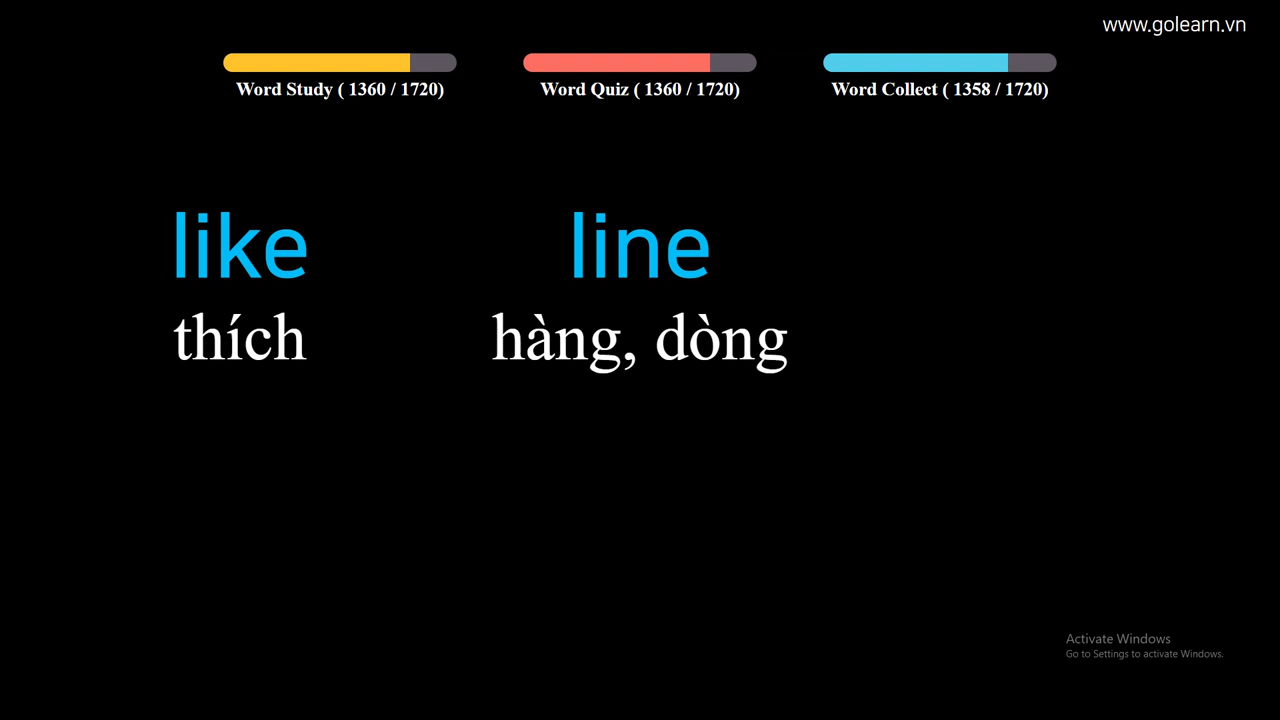 www.golearn.vn
Word Study ( 1360 / 1720)
Word Quiz ( 1360 / 1720)
Word Collect ( 1358 / 1720)
like
line
thích
hàng, dòng
Activate Windows
Go to Settings to activate Windows.